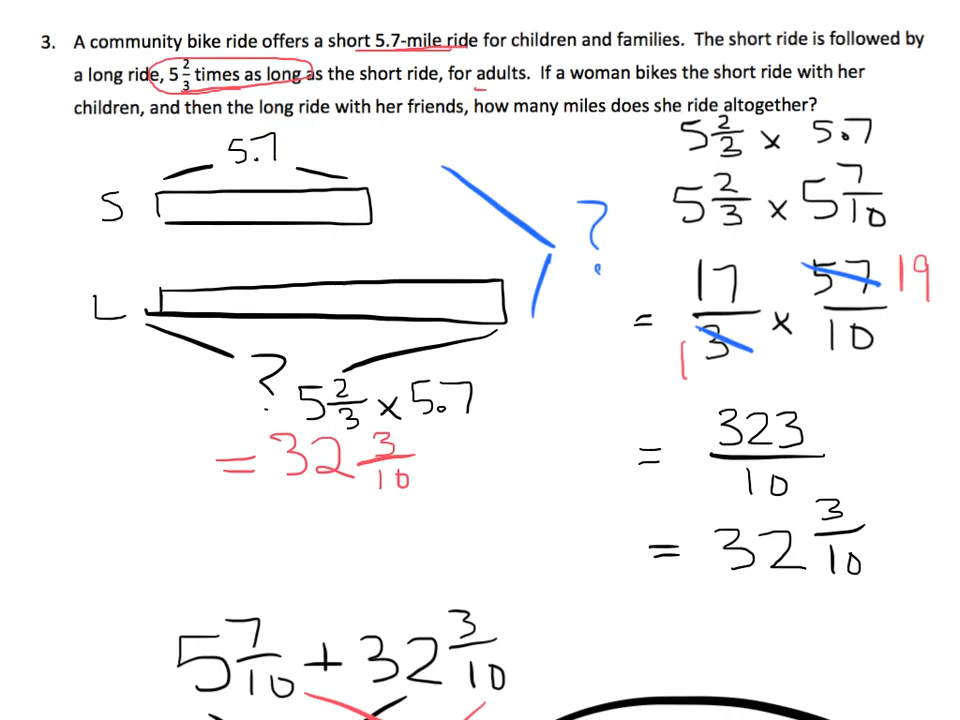 3. A community bike ride offers a short 5.7-mile ride for children and families. The short ride is followed by
a long ride, 5 2/3 times as long as the short ride, for adults. If a woman bikes the short ride with her
children, and then the long ride with her friends, how many miles does she ride altogether?
5.7
S
L
?
5 2/3 x 5.7
= 32 3/10
?
5 2/3 x 5.7
5 2/3 x 5 7/10
= 17/3 x 57/10
1 19
= 323/10
= 32 3/10
5 7/10 + 32 3/10